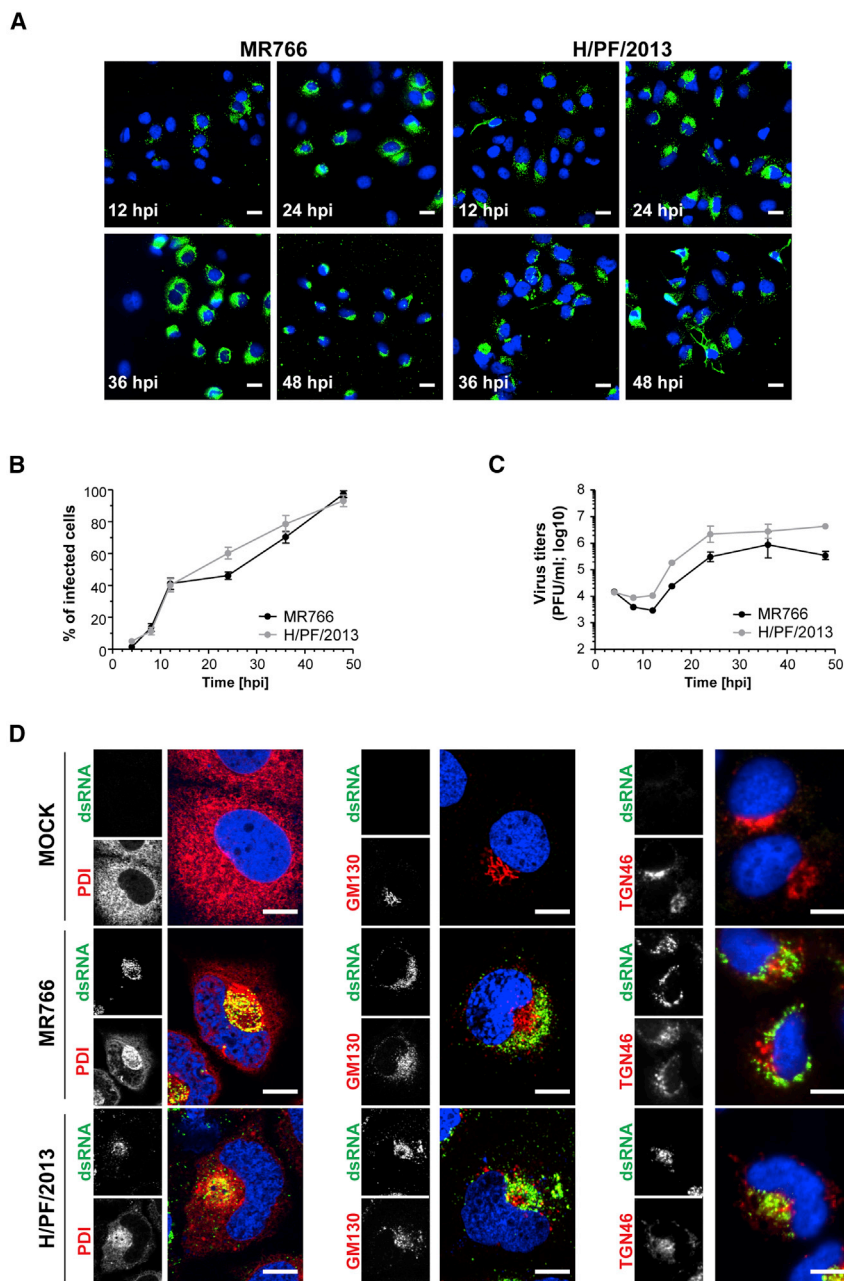 A
MR766 H/PF/2013
12 hpi 24 hpi 12 hpi 24 hpi
36 hpi 48 hpi 36 hpi 48 hpi
B
% of infected cells
100
80
60
40
20
0
0 10 20 30 40 50
Time [hpi]
MR766
H/PF/2013
C
Virus titers
(PFU/ml; log10)
8
7
6
5
4
3
2
0 10 20 30 40 50
Time [hpi]
MR766
H/PF/2013
D
MOCK
dsRNA
PDI
dsRNA
GM130
dsRNA
TGN46
MR766
dsRNA
PDI
dsRNA
GM130
dsRNA
TGN46
H/PF/2013
dsRNA
PDI
dsRNA
GM130
dsRNA
TGN46